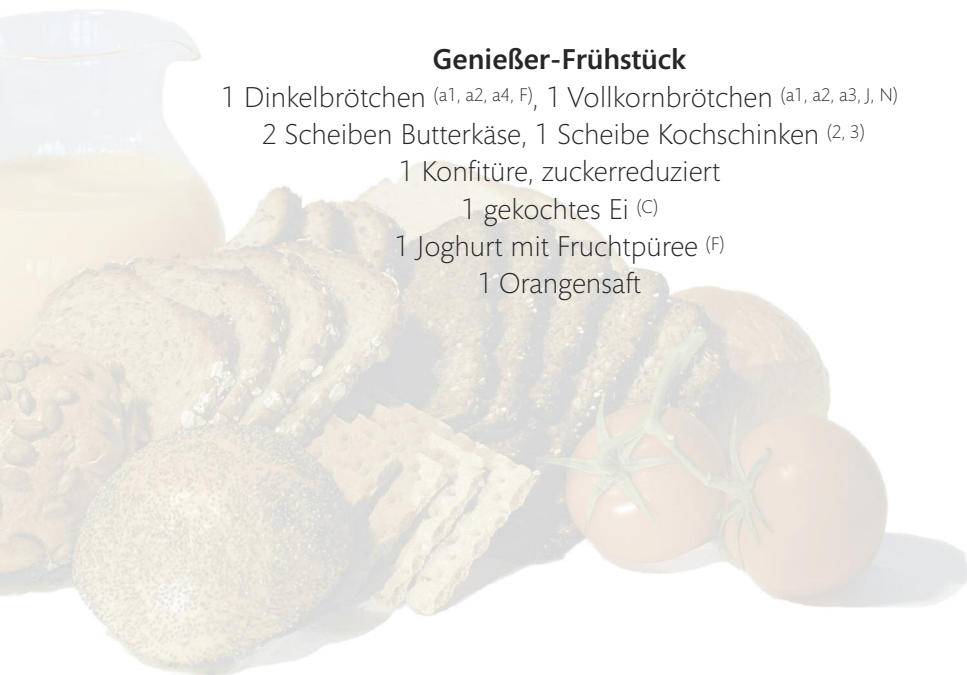 Genießer-Frühstück
1 Dinkelbrötchen (a1, a2, a4, F), 1 Vollkornbrötchen (a1, a2, a3, J, N)
2 Scheiben Butterkäse, 1 Scheibe Kochschinken (2, 3)
1 Konfitüre, zuckerreduziert
1 gekochtes Ei (C)
1 Joghurt mit Fruchtpüree (F)
1 Orangensaft